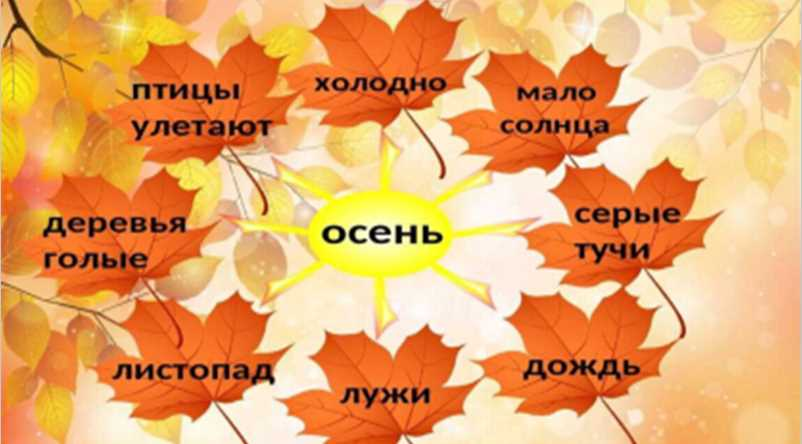 холодно
птицы
улетают
мало
солнца
деревья
голые
осень
серые
тучи
листопад
лужи
дождь